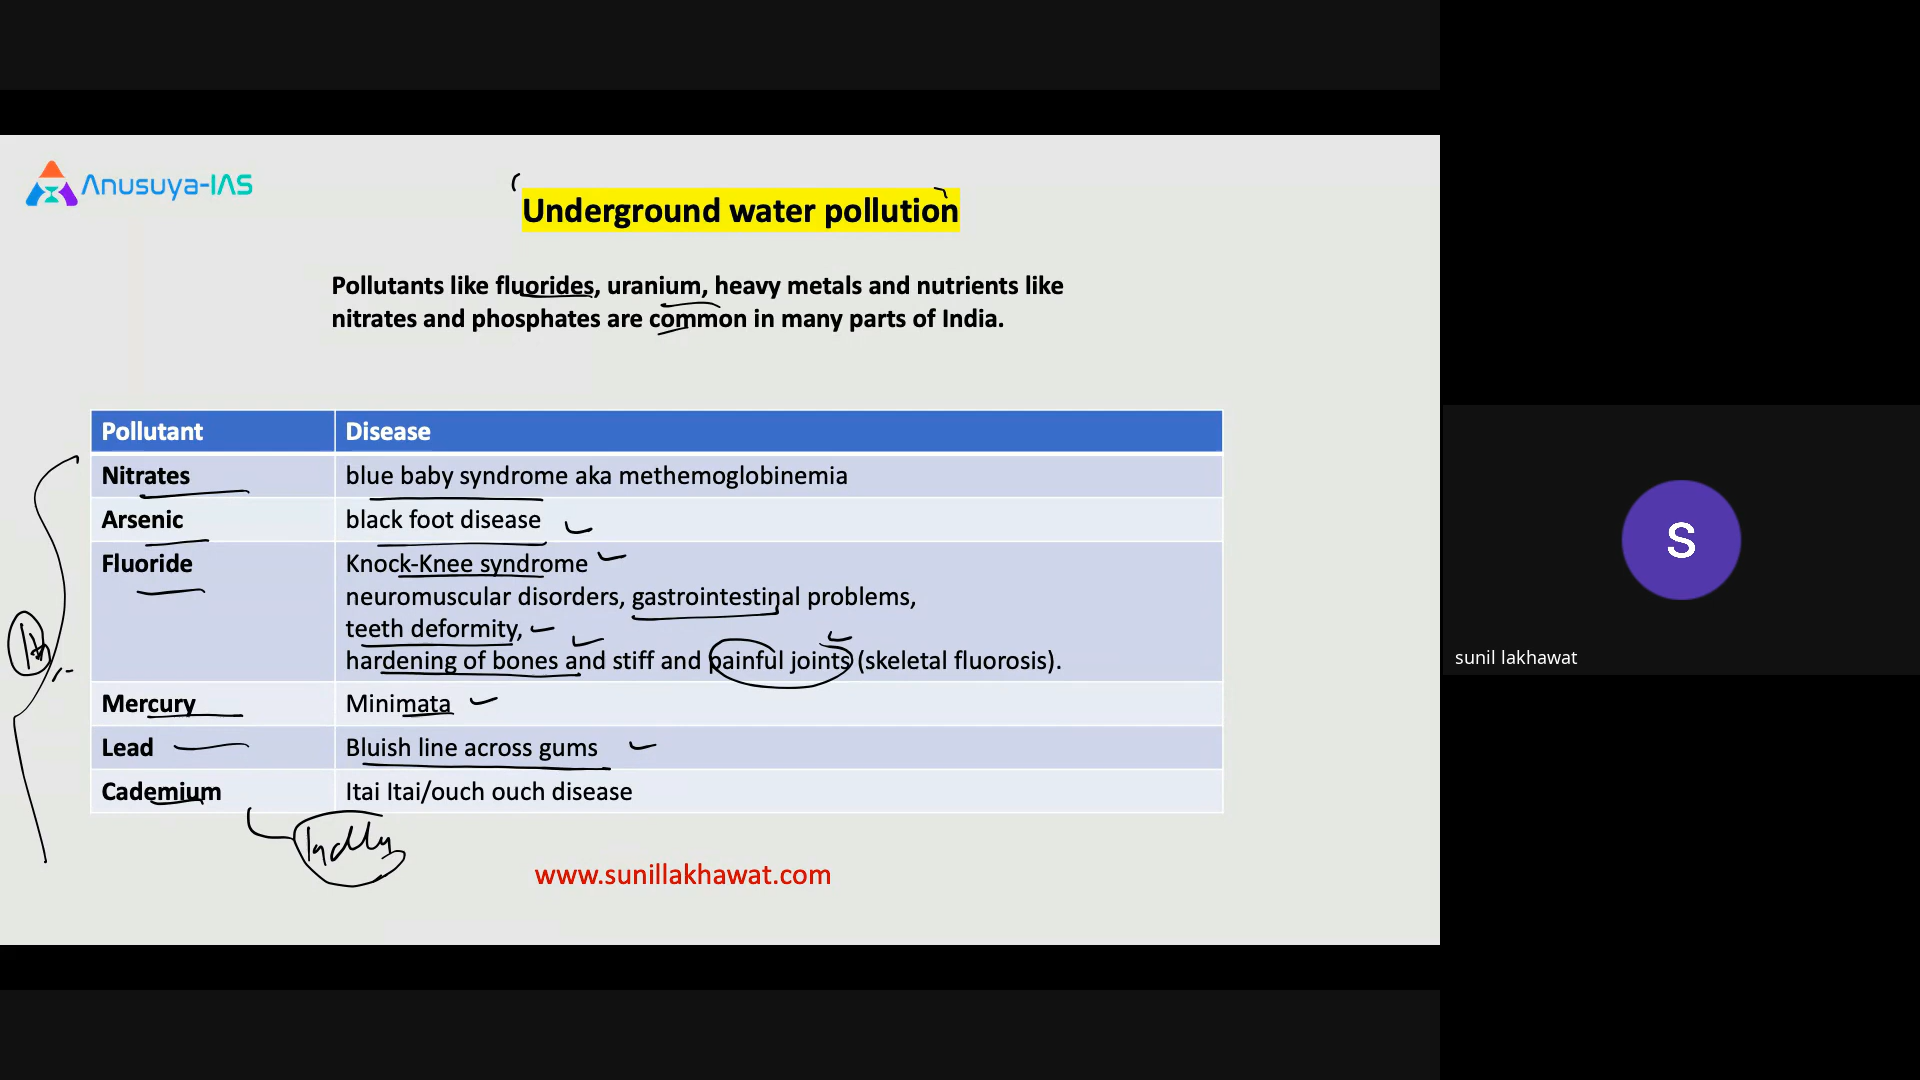 Anusuya-IAS
Underground water pollution
Pollutants like fluorides, uranium, heavy metals and nutrients like
nitrates and phosphates are common in many parts of India.
Pollutant Disease
Nitrates blue baby syndrome aka methemoglobinemia
Arsenic black foot disease
Fluoride Knock-Knee syndrome
neuromuscular disorders, gastrointestinal problems,
teeth deformity,
hardening of bones and stiff and painful joints (skeletal fluorosis).
Mercury Minimata
Lead Bluish line across gums
Cademium Itai Itai/ouch ouch disease
www.sunillakhawat.com
S
sunil lakhawat